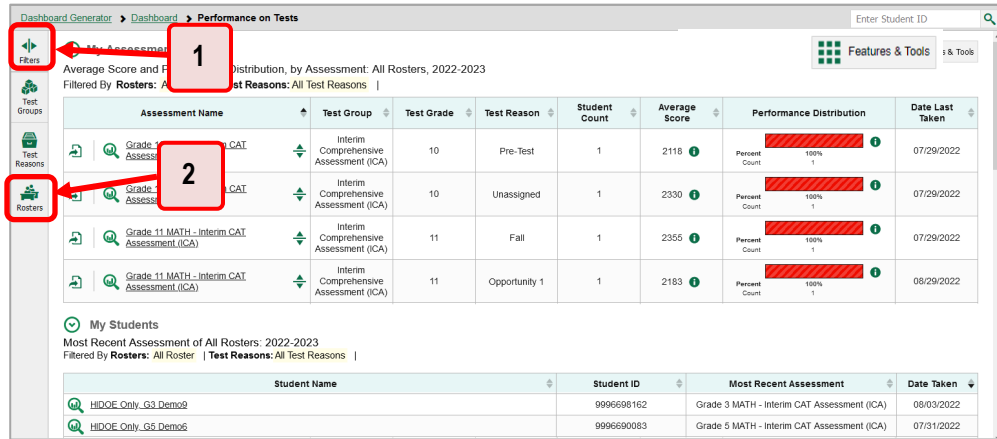 Dashboard Generator > Dashboard > Performance on Tests
Enter Student ID
Filters
Test Groups
Test Reasons
Rosters
1
2
My Assessmen
Features & Tools
s & Tools
Average Score and P Distribution, by Assessment: All Rosters, 2022-2023
Filtered By Rosters: A st Reasons: All Test Reasons |
Assessment Name Test Group Test Grade Test Reason Student Count Average Score Performance Distribution Date Last Taken
Grade 1 m CAT Assess Interim Comprehensive Assessment (ICA) 10 Pre-Test 1 2118 Percent 100% Count 1 07/29/2022
Grade 1 m CAT Assess Interim Comprehensive Assessment (ICA) 10 Unassigned 1 2330 Percent 100% Count 1 07/29/2022
Grade 11 MATH - Interim CAT Assessment (ICA) Interim Comprehensive Assessment (ICA) 11 Fall 1 2355 Percent 100% Count 1 07/29/2022
Grade 11 MATH - Interim CAT Assessment (ICA) Interim Comprehensive Assessment (ICA) 11 Opportunity 1 1 2183 Percent 100% Count 1 08/29/2022
My Students
Most Recent Assessment of All Rosters: 2022-2023
Filtered By Rosters: All Roster | Test Reasons: All Test Reasons |
Student Name Student ID Most Recent Assessment Date Taken
HIDOE Only, G3 Demo9 9996698162 Grade 3 MATH - Interim CAT Assessment (ICA) 08/03/2022
HIDOE Only, G5 Demo6 9996690083 Grade 5 MATH - Interim CAT Assessment (ICA) 07/31/2022